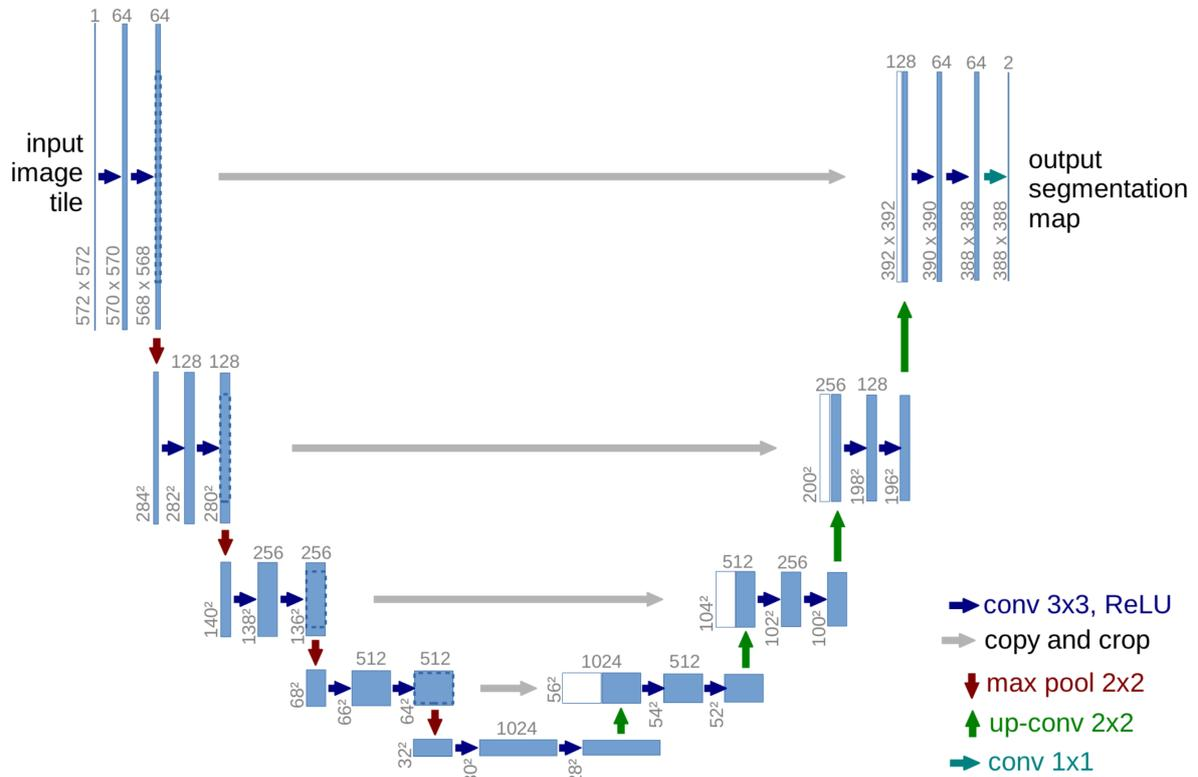 1 64 64
128 64 64 2
input
image
tile
output
segmentation
map
572 x 572
570 x 570
568 x 568
392 x 392
390 x 390
388 x 388
388 x 388
128 128
256 128
284²
282²
280²
200²
198²
196²
256 256
512 256
140²
138²
136²
104²
102²
100²
conv 3x3, ReLU
copy and crop
max pool 2x2
up-conv 2x2
conv 1x1
512 512
1024 512
68²
66²
64²
56²
54²
52²
1024
32²